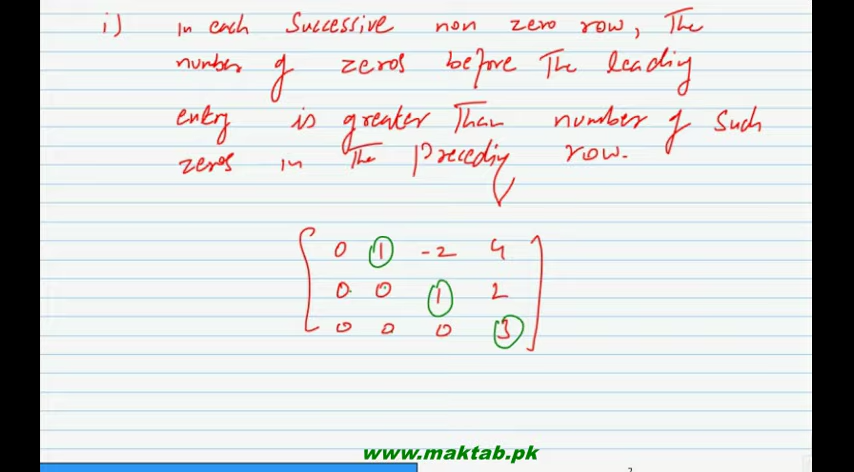 i) In each Successive non zero row, The
number of zeros before The leading
entry is greater Than number of such
zeros in The preceding row.
0 1 -2 4
0 0 1 2
0 0 0 3
www.maktab.pk